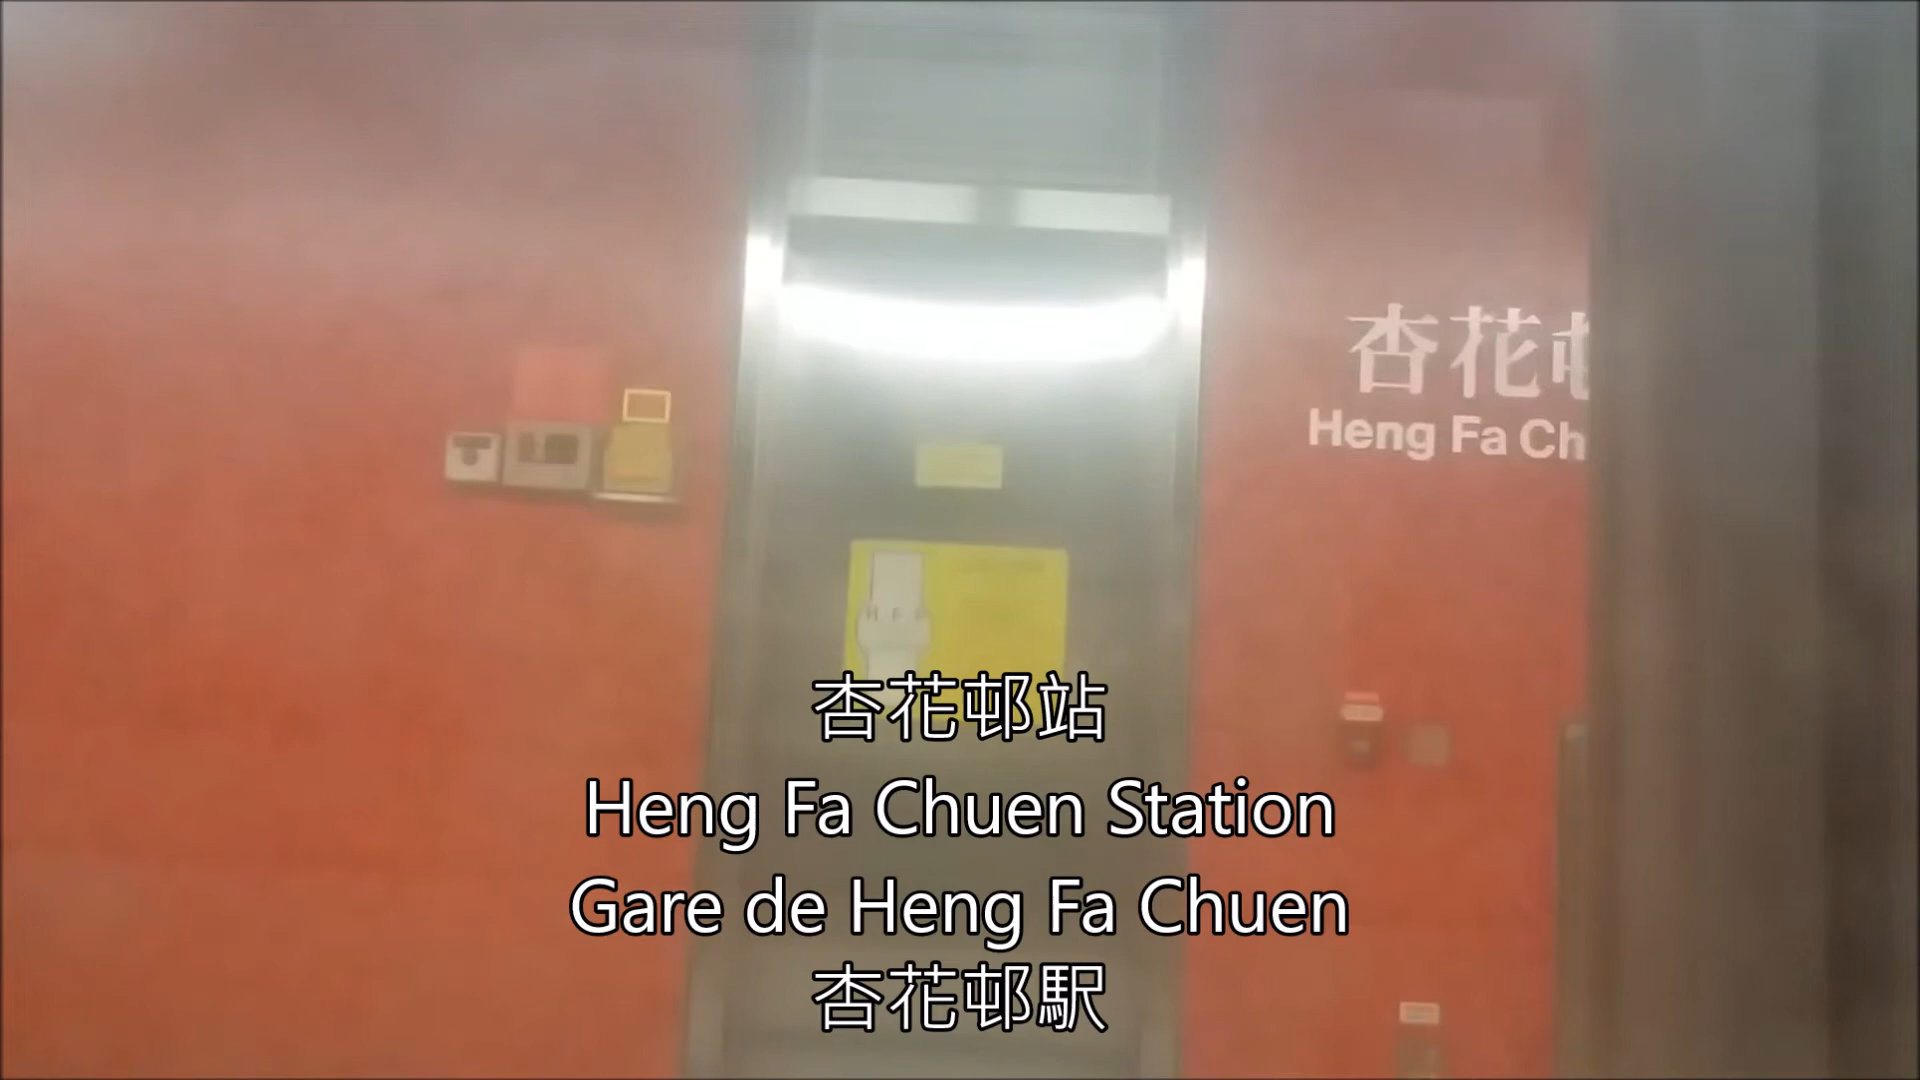 杏花邨
Heng Fa Ch
H F P
杏花邨站
Heng Fa Chuen Station
Gare de Heng Fa Chuen
杏花邨駅